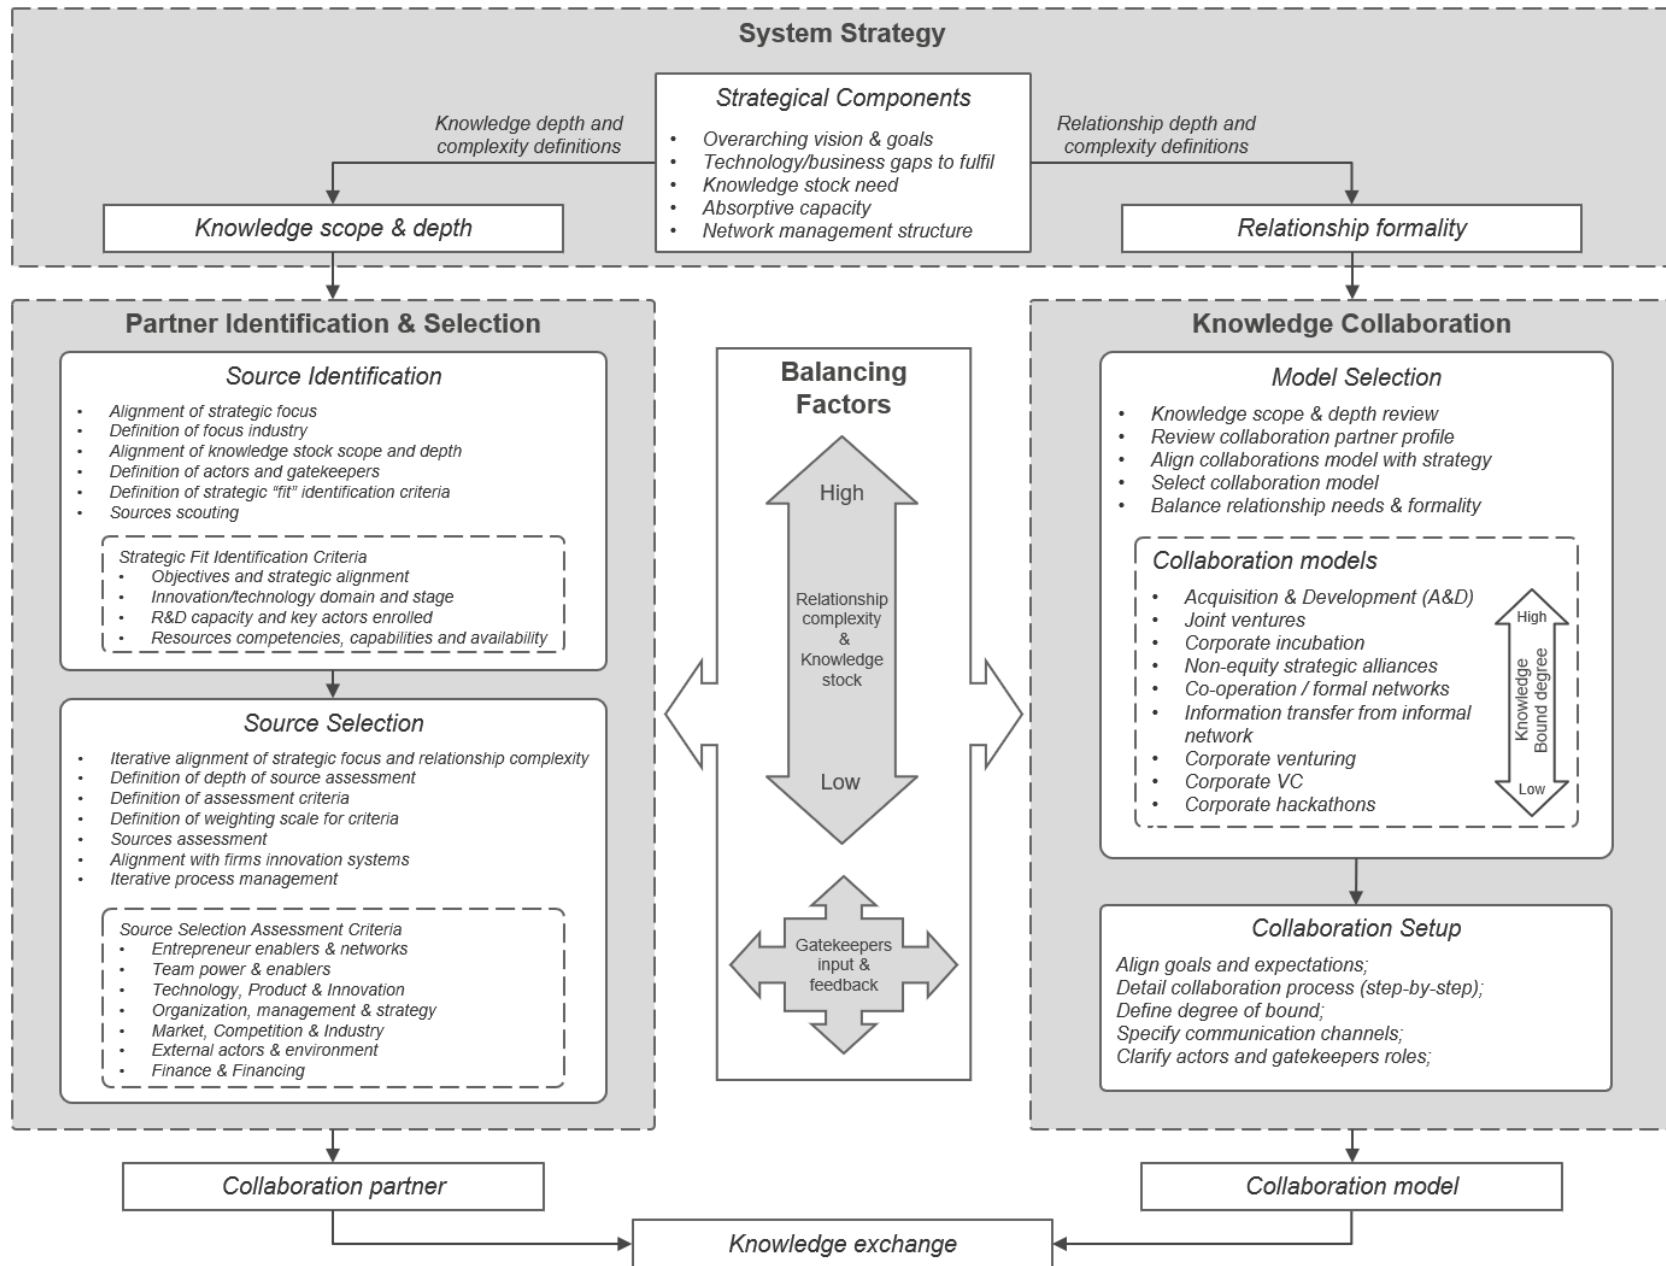 System Strategy
Strategical Components
• Overarching vision & goals
• Technology/business gaps to fulfil
• Knowledge stock need
• Absorptive capacity
• Network management structure
Knowledge depth and
complexity definitions
Relationship depth and
complexity definitions
Knowledge scope & depth
Relationship formality
Partner Identification & Selection
Source Identification
• Alignment of strategic focus
• Definition of focus industry
• Alignment of knowledge stock scope and depth
• Definition of actors and gatekeepers
• Definition of strategic “fit” identification criteria
• Sources scouting
Strategic Fit Identification Criteria
• Objectives and strategic alignment
• Innovation/technology domain and stage
• R&D capacity and key actors enrolled
• Resources competencies, capabilities and availability
Source Selection
• Iterative alignment of strategic focus and relationship complexity
• Definition of depth of source assessment
• Definition of assessment criteria
• Definition of weighting scale for criteria
• Sources assessment
• Alignment with firms innovation systems
• Iterative process management
Source Selection Assessment Criteria
• Entrepreneur enablers & networks
• Team power & enablers
• Technology, Product & Innovation
• Organization, management & strategy
• Market, Competition & Industry
• External actors & environment
• Finance & Financing
Balancing
Factors
High
Relationship
complexity
&
Knowledge
stock
Low
Gatekeepers
input &
feedback
Knowledge Collaboration
Model Selection
• Knowledge scope & depth review
• Review collaboration partner profile
• Align collaborations model with strategy
• Select collaboration model
• Balance relationship needs & formality
Collaboration models
• Acquisition & Development (A&D)
• Joint ventures
• Corporate incubation
• Non-equity strategic alliances
• Co-operation / formal networks
• Information transfer from informal
network
• Corporate venturing
• Corporate VC
• Corporate hackathons
High
Knowledge
Bound degree
Low
Collaboration Setup
Align goals and expectations;
Detail collaboration process (step-by-step);
Define degree of bound;
Specify communication channels;
Clarify actors and gatekeepers roles;
Collaboration partner
Collaboration model
Knowledge exchange